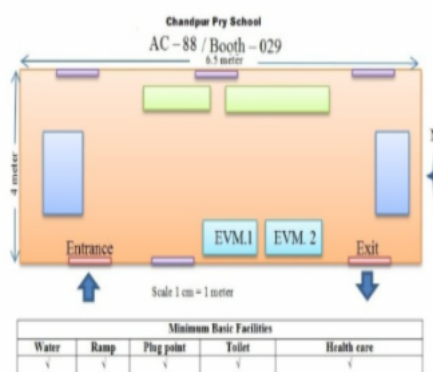 Chandpur Pry School
AC – 88 / Booth – 029
6.5 meter
4 meter
EVM.1 EVM. 2
Entrance Exit
Scale 1 cm = 1 meter
Minimum Basic Facilities
Water Ramp Plug point Toilet Health care
√ √ √ √ √